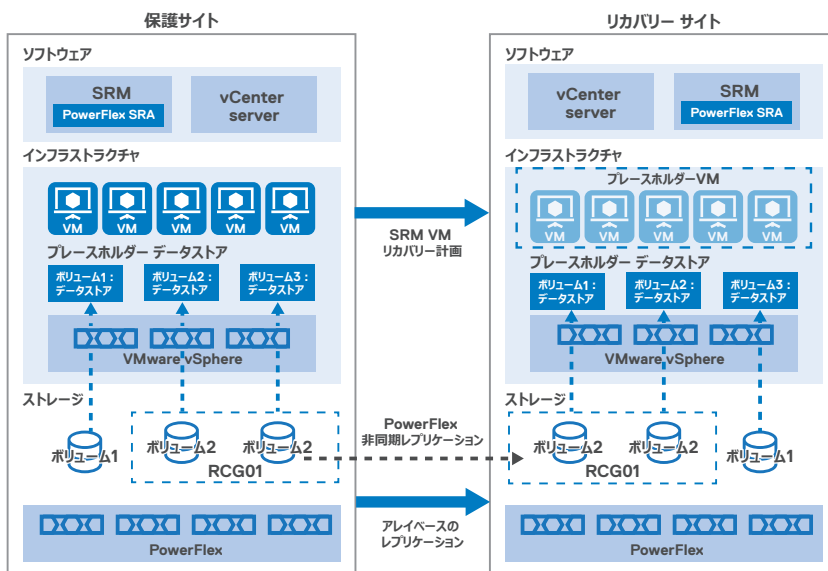 保護サイト
ソフトウェア
SRM
PowerFlex SRA
vCenter
server
インフラストラクチャ
VM
VM
VM
VM
VM
プレースホルダー データストア
ボリューム1：
データストア
ボリューム2：
データストア
ボリューム3：
データストア
VMware vSphere
ストレージ
ボリューム1
ボリューム2
ボリューム2
RCG01
PowerFlex
SRM VM
リカバリー計画
PowerFlex
非同期レプリケーション
アレイベースの
レプリケーション
リカバリー サイト
ソフトウェア
vCenter
server
SRM
PowerFlex SRA
インフラストラクチャ
プレースホルダーVM
VM
VM
VM
VM
VM
プレースホルダー データストア
ボリューム1：
データストア
ボリューム2：
データストア
ボリューム3：
データストア
VMware vSphere
ストレージ
ボリューム2
ボリューム2
RCG01
ボリューム1
PowerFlex